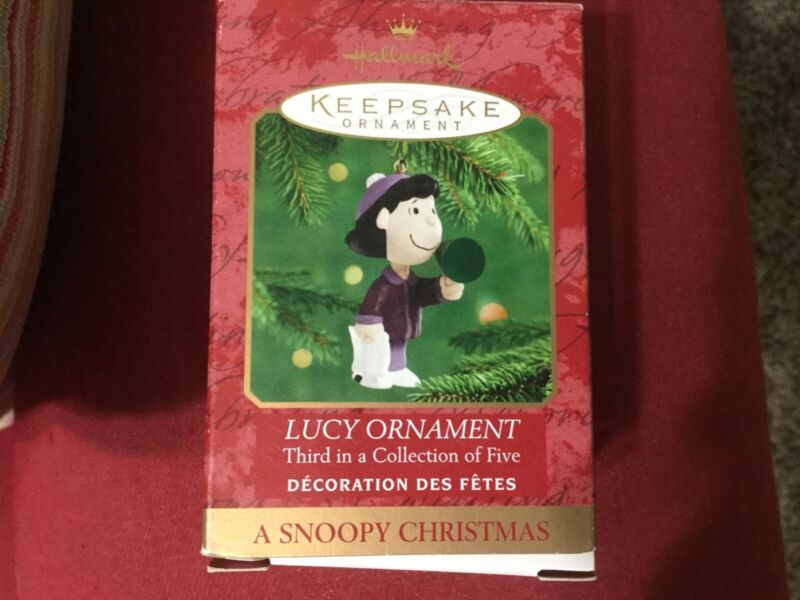 Hallmark
KEEPSAKE
ORNAMENT
LUCY ORNAMENT
Third in a Collection of Five
DÉCORATION DES FÊTES
A SNOOPY CHRISTMAS